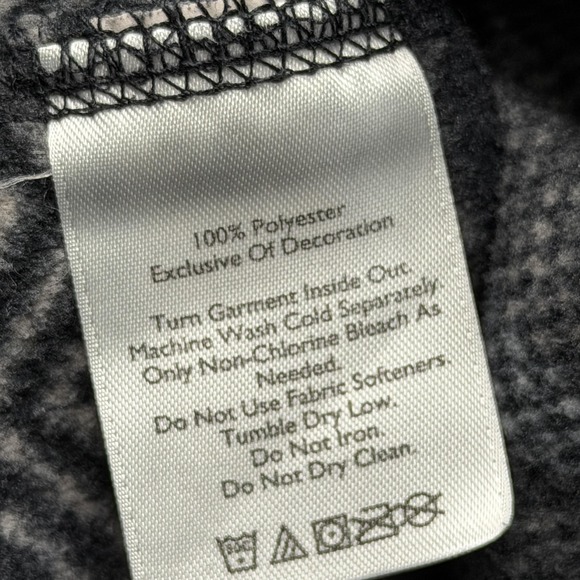 100% Polyester
Exclusive Of Decoration
Turn Garment Inside Out.
Machine Wash Cold Separately
Only Non-Chlorine Bleach As
Needed.
Do Not Use Fabric Softeners.
Tumble Dry Low.
Do Not Iron.
Do Not Dry Clean.